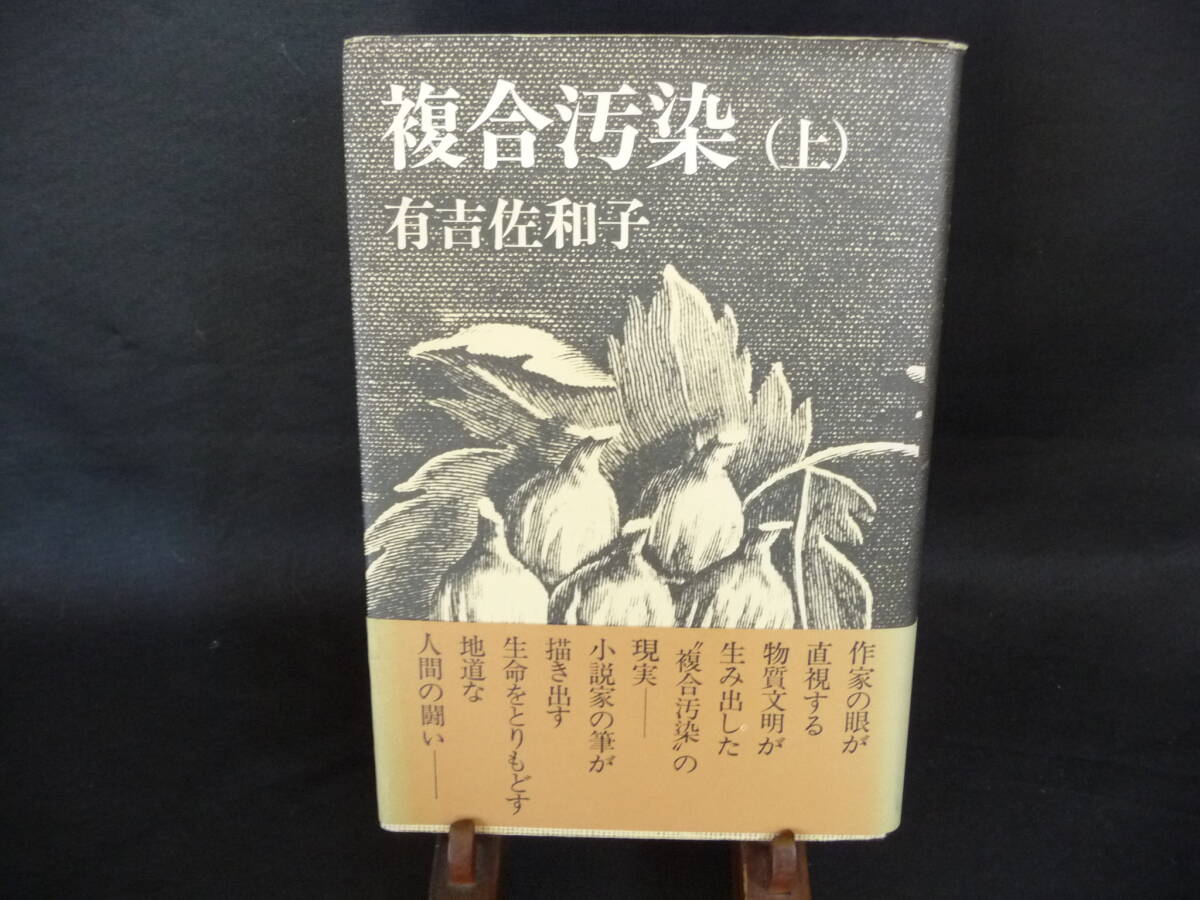 複合汚染（上）
有吉佐和子
作家の眼が
直視する
物質文明が
生み出した
〝複合汚染〟の
現実──
小説家の筆が
描き出す
生命をとりもどす
地道な
人間の闘い──